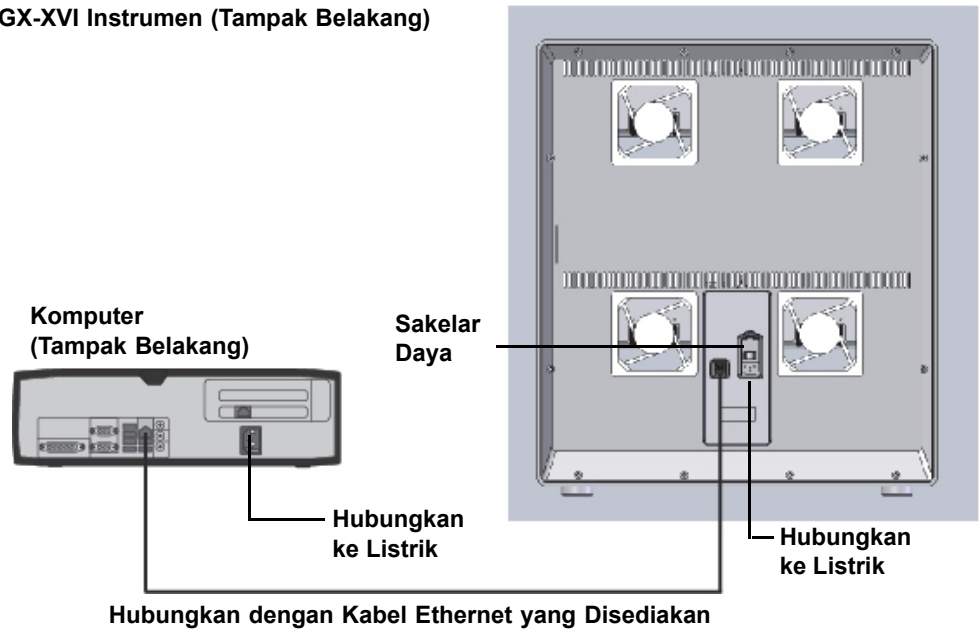 GX-XVI Instrumen (Tampak Belakang)
Komputer
(Tampak Belakang)
Sakelar
Daya
Hubungkan
ke Listrik
Hubungkan
ke Listrik
Hubungkan dengan Kabel Ethernet yang Disediakan